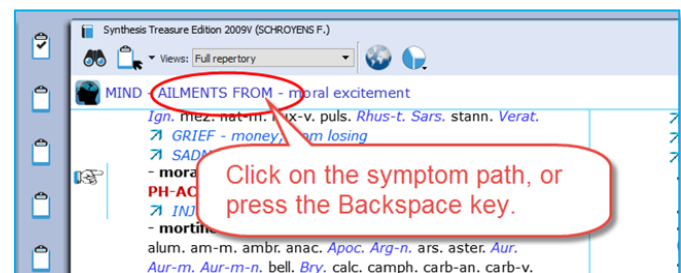 Synthesis Treasure Edition 2009V (SCHROYENS F.)
Views: Full repertory
MIND - AILMENTS FROM - moral excitement
Ign. mez. nat-m. nux-v. puls. Rhus-t. Sars. stann. Verat.
GRIEF - money, from losing
SADN
- mora
PH-AC
INJ
- mortif
alum. am-m. ambr. anac. Apoc. Arg-n. ars. aster. Aur.
Aur-m. Aur-m-n. bell. Bry. calc. camph. carb-an. carb-v.
Click on the symptom path, or
press the Backspace key.